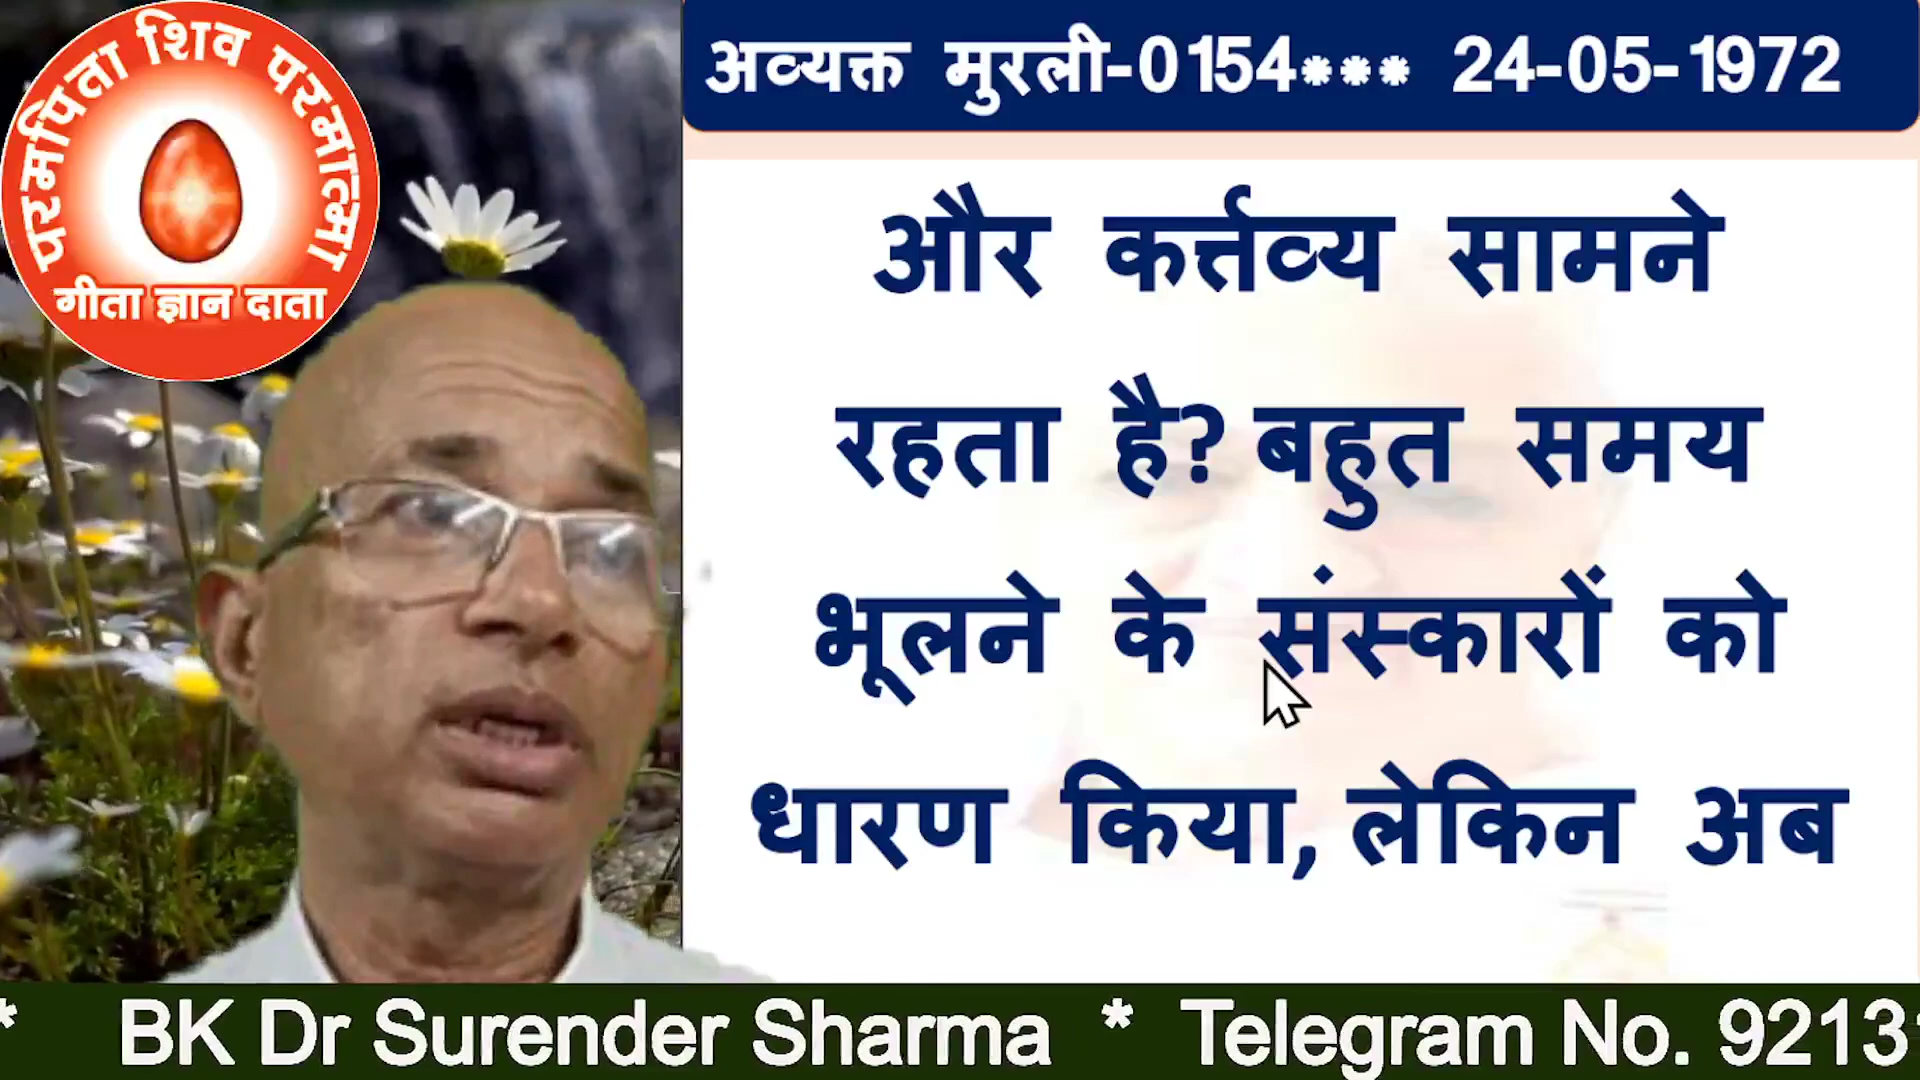 परमपिता शिव परमात्मा
गीता ज्ञान दाता
अव्यक्त मुरली-0154*** 24-05-1972
और कर्त्तव्य सामने
रहता है? बहुत समय
भूलने के संस्कारों को
धारण किया, लेकिन अब
* BK Dr Surender Sharma * Telegram No. 9213